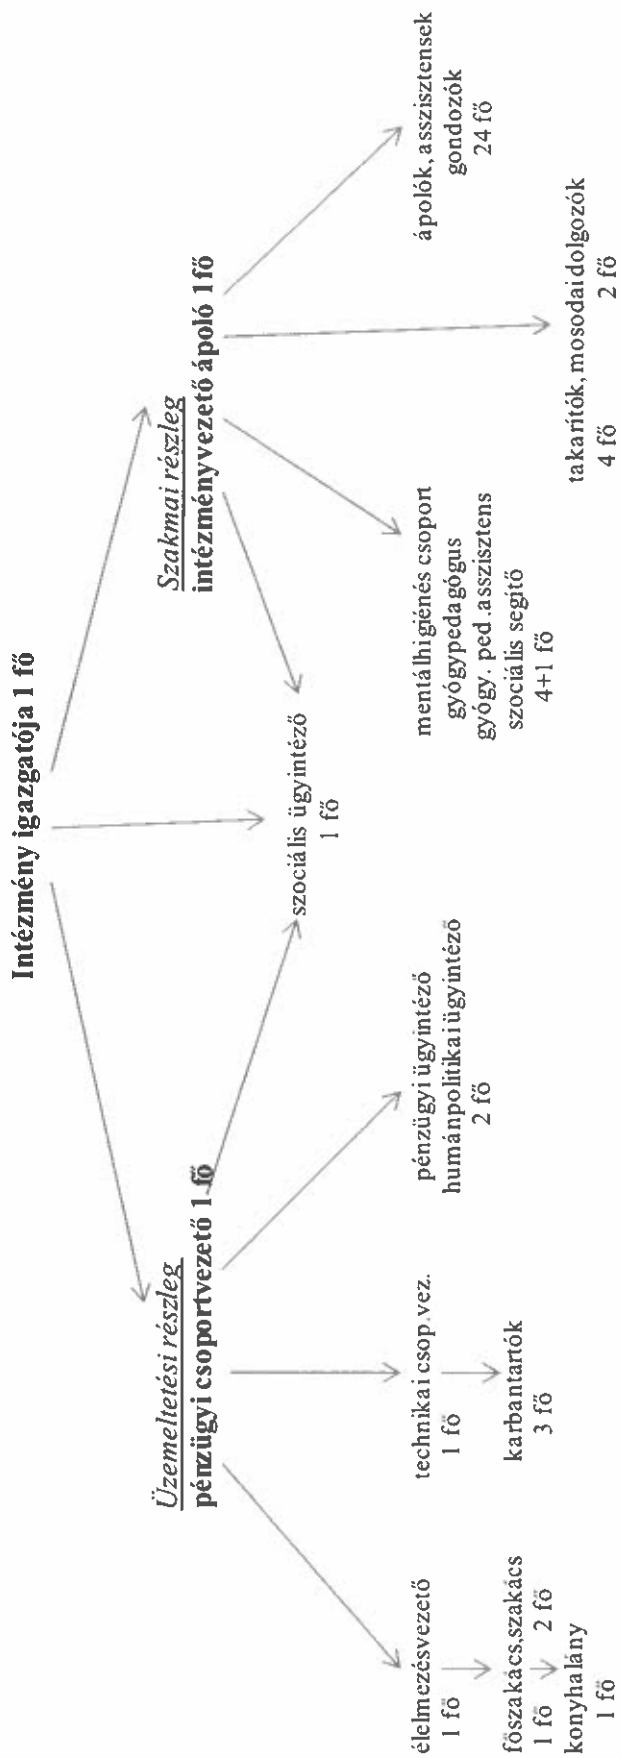 Intézmény igazgatója 1 fő
Üzemeltetési részleg
pénzügyi csoportvezető 1 fő
Szakmai részleg
intézményvezető ápoló 1 fő
szociális ügyintéző
1 fő
élelmezésvezető
1 fő
főszakács,szakács
1 fő 2 fő
konyhalány
1 fő
technikai csop.vez.
1 fő
karbantartók
3 fő
pénzügyi ügyintéző
humánpolitikai ügyintéző
2 fő
mentálhigiénés csoport
gyógypedagógus
gyógy. ped.asszisztens
szociális segítő
4+1 fő
takarítók, mosodai dolgozók
4 fő 2 fő
ápolók, asszisztensek
gondozók
24 fő